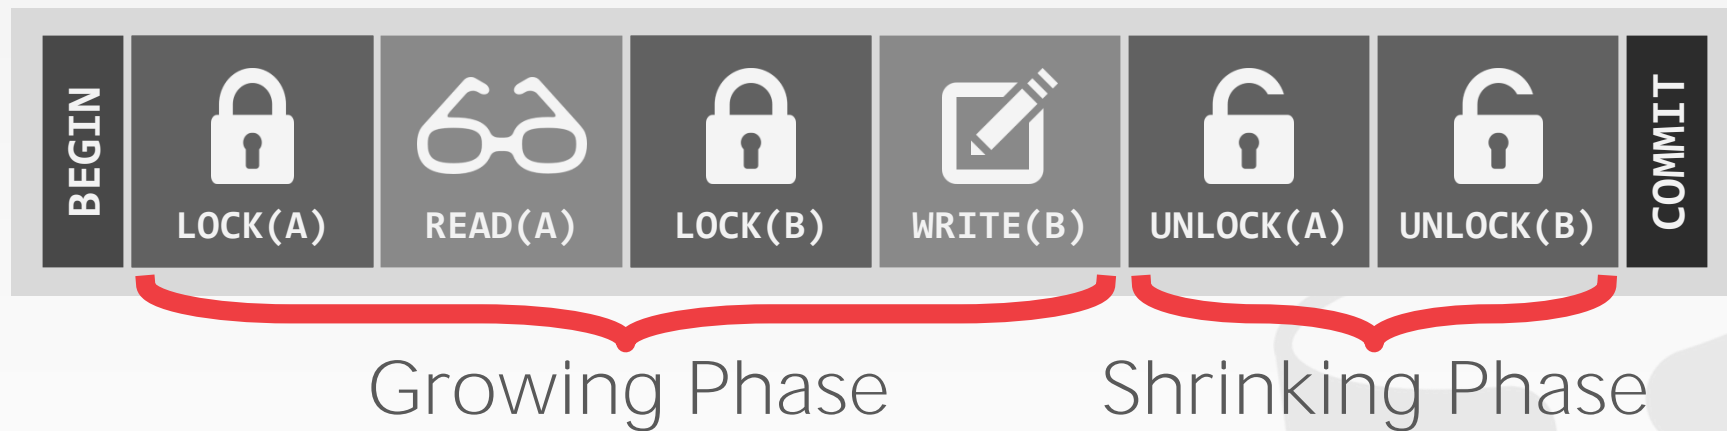 BEGIN
LOCK(A)
READ(A)
LOCK(B)
WRITE(B)
UNLOCK(A)
UNLOCK(B)
COMMIT
Growing Phase
Shrinking Phase